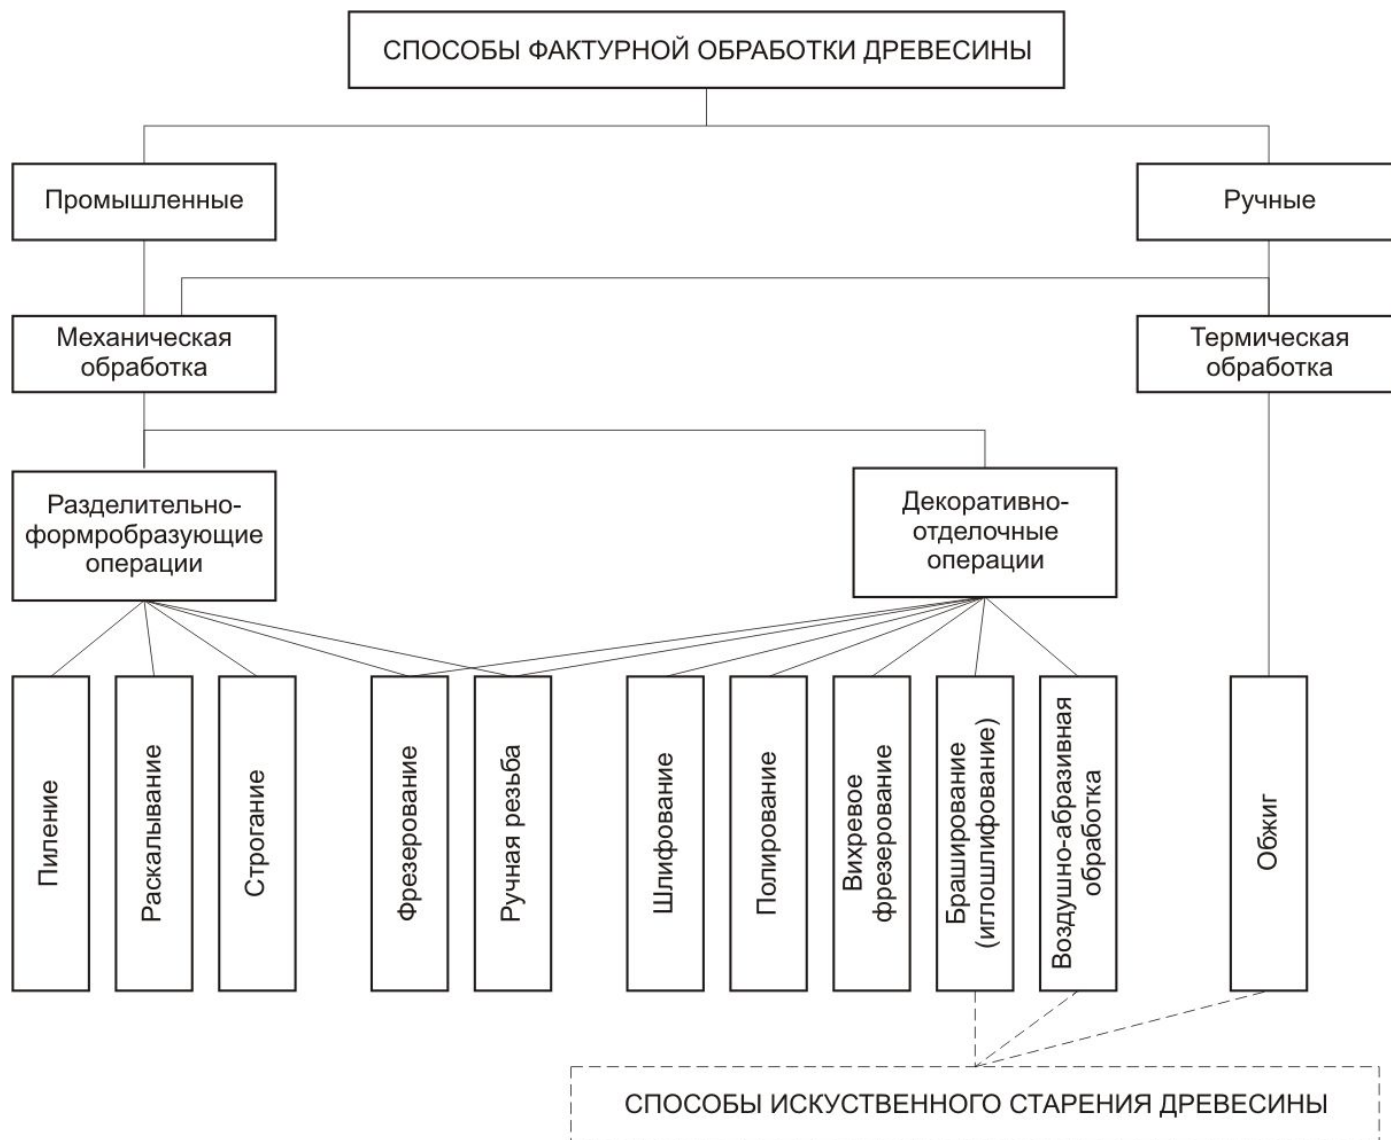 СПОСОБЫ ФАКТУРНОЙ ОБРАБОТКИ ДРЕВЕСИНЫ
Промышленные
Ручные
Механическая
обработка
Термическая
обработка
Разделительно-
формробразующие
операции
Декоративно-
отделочные
операции
Пиление
Раскалывание
Строгание
Фрезерование
Ручная резьба
Шлифование
Полирование
Вихревое
фрезерование
Браширование
(иглошлифование)
Воздушно-абразивная
обработка
Обжиг
СПОСОБЫ ИСКУСТВЕННОГО СТАРЕНИЯ ДРЕВЕСИНЫ